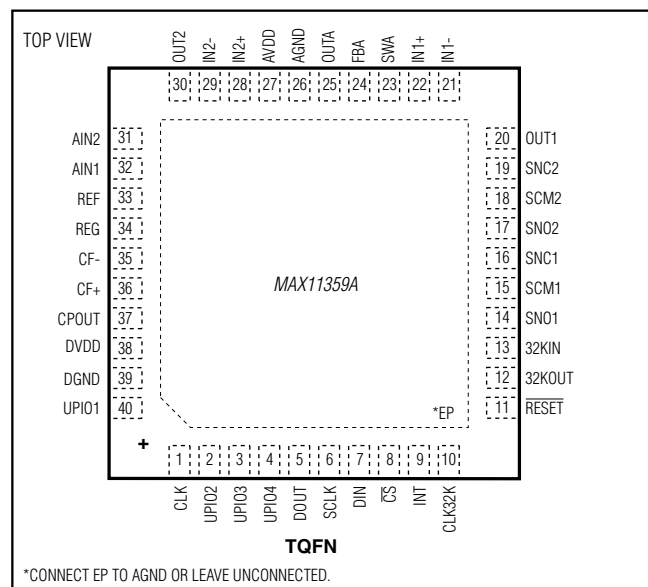 TOP VIEW
OUT2
IN2-
IN2+
AVDD
AGND
OUTA
FBA
SWA
IN1+
IN1-
30 29 28 27 26 25 24 23 22 21
AIN2 31
AIN1 32
REF 33
REG 34
CF- 35
CF+ 36
CPOUT 37
DVDD 38
DGND 39
UPIO1 40
MAX11359A
*EP
20 OUT1
19 SNC2
18 SCM2
17 SNO2
16 SNC1
15 SCM1
14 SNO1
13 32KIN
12 32KOUT
11 RESET
+
1 2 3 4 5 6 7 8 9 10
CLK
UPIO2
UPIO3
UPIO4
DOUT
SCLK
DIN
CS
INT
CLK32K
TQFN
*CONNECT EP TO AGND OR LEAVE UNCONNECTED.